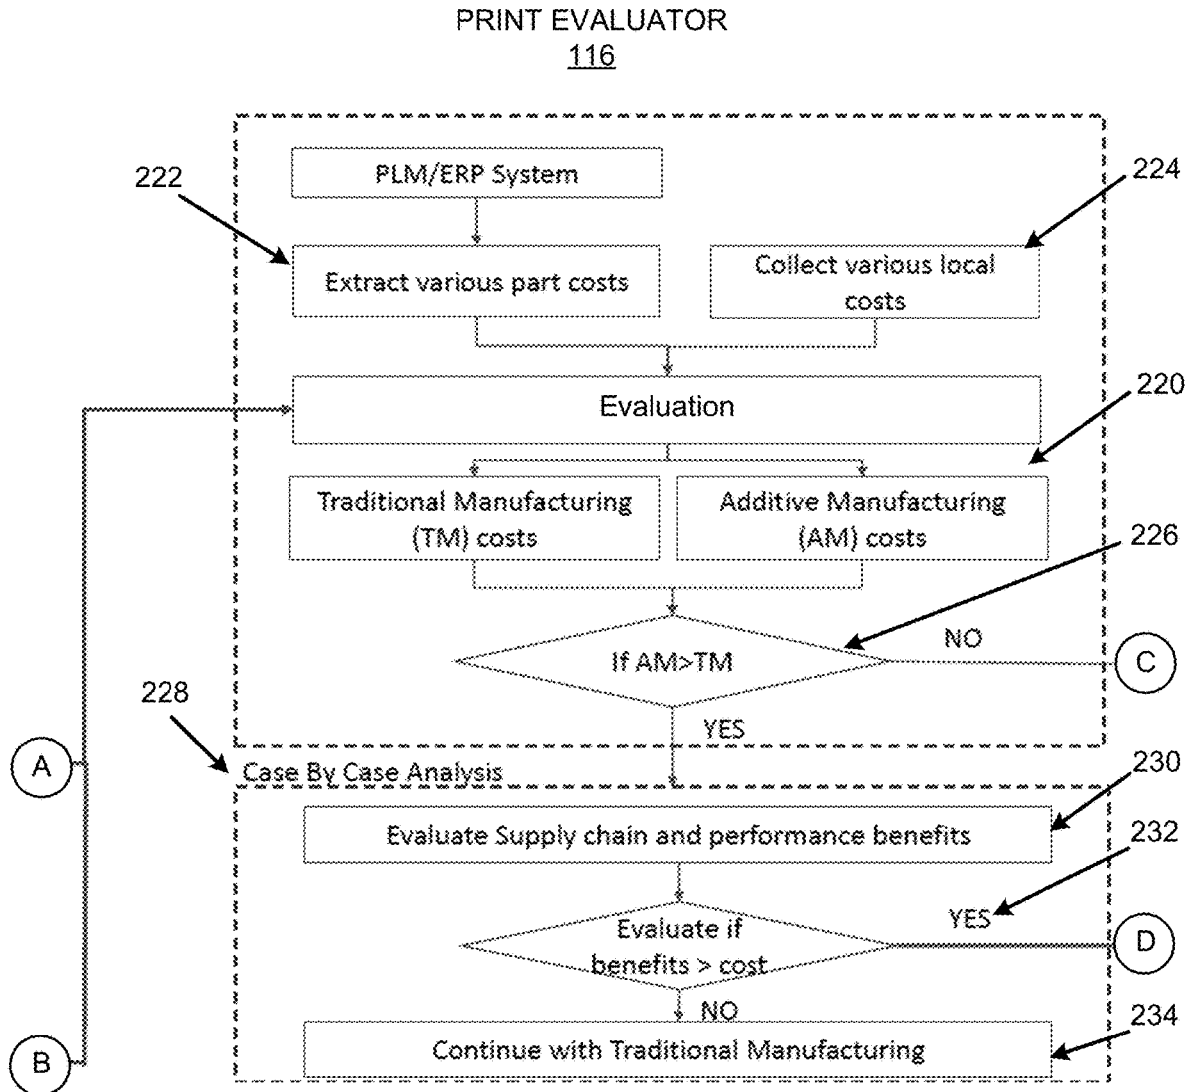 PRINT EVALUATOR
116
PLM/ERP System
222
224
Extract various part costs
Collect various local
costs
220
Evaluation
Traditional Manufacturing
(TM) costs
Additive Manufacturing
(AM) costs
226
If AM>TM
NO
C
228
YES
A
Case By Case Analysis
230
Evaluate Supply chain and performance benefits
232
YES
Evaluate if
benefits > cost
D
NO
234
Continue with Traditional Manufacturing
B